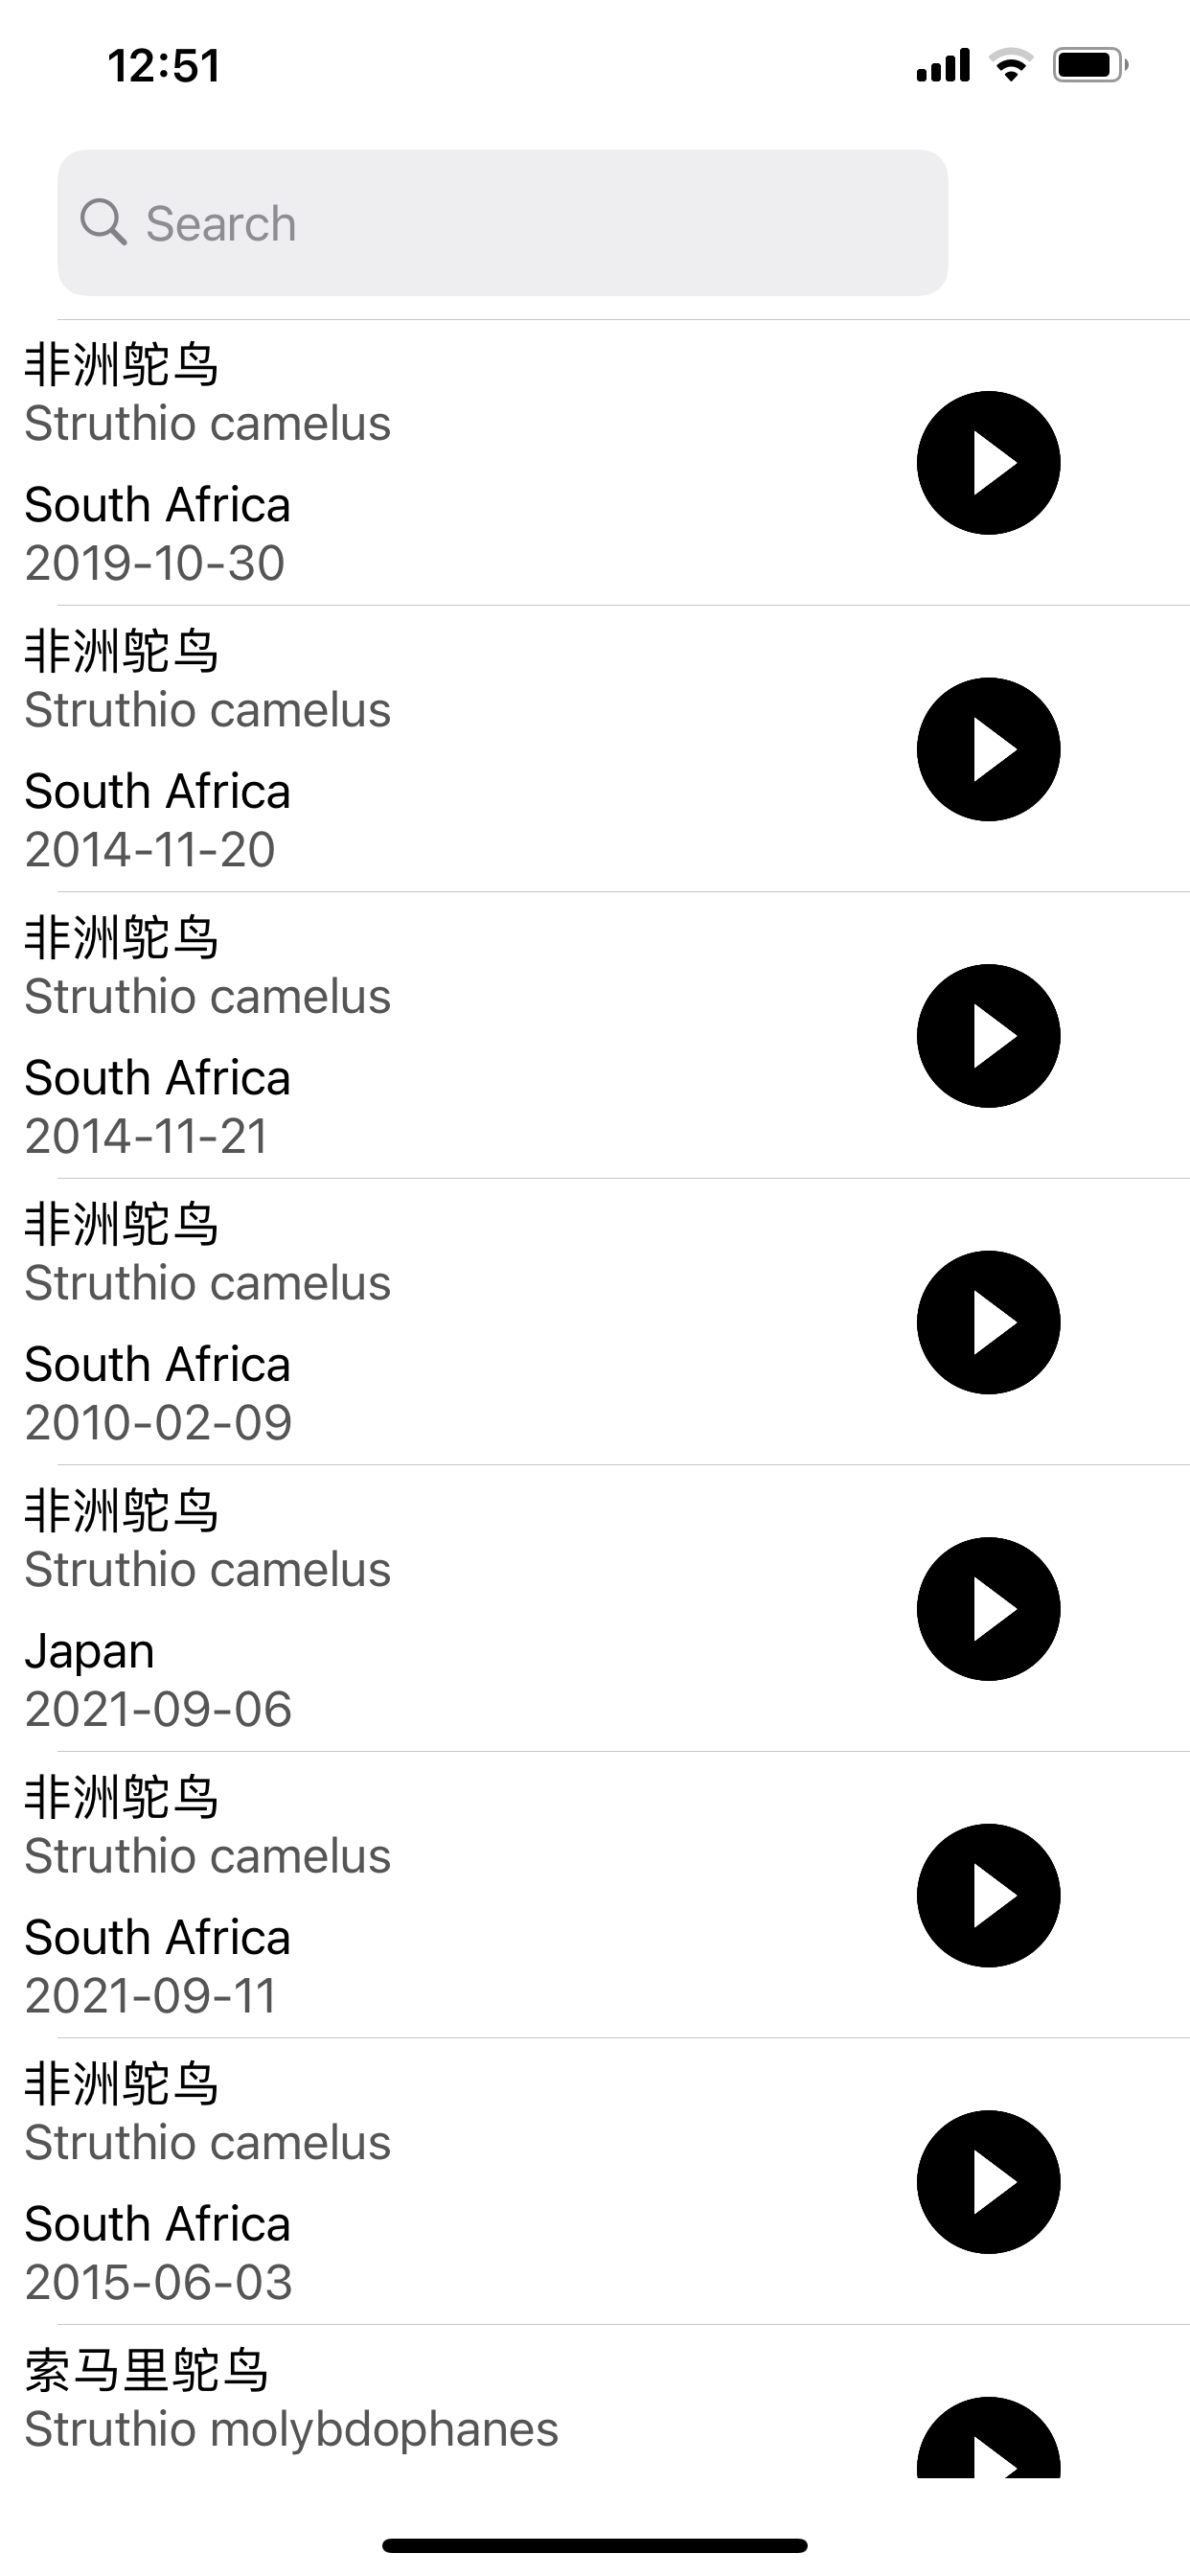 12:51
Search
非洲鸵鸟
Struthio camelus
South Africa
2019-10-30
非洲鸵鸟
Struthio camelus
South Africa
2014-11-20
非洲鸵鸟
Struthio camelus
South Africa
2014-11-21
非洲鸵鸟
Struthio camelus
South Africa
2010-02-09
非洲鸵鸟
Struthio camelus
Japan
2021-09-06
非洲鸵鸟
Struthio camelus
South Africa
2021-09-11
非洲鸵鸟
Struthio camelus
South Africa
2015-06-03
索马里鸵鸟
Struthio molybdophanes